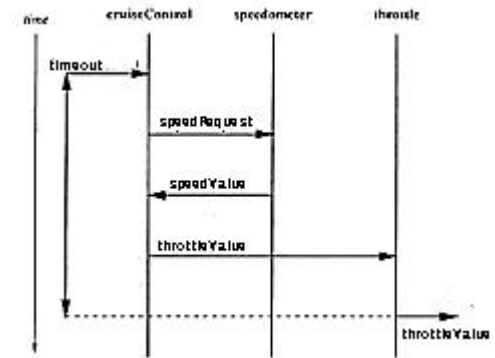 time
cruiseControl
speedometer
throttle
timeout
speedRequest
speedValue
throttleValue
throttleValue